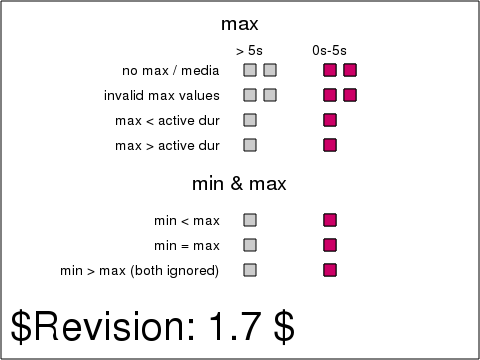 max
> 5s 0s-5s
no max / media
invalid max values
max < active dur
max > active dur
min & max
min < max
min = max
min > max (both ignored)
$Revision: 1.7 $